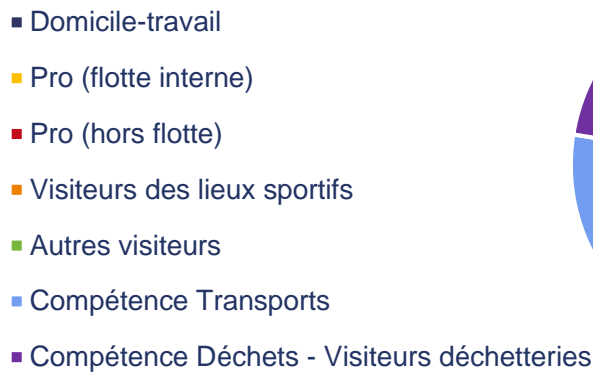 Domicile-travail
Pro (flotte interne)
Pro (hors flotte)
Visiteurs des lieux sportifs
Autres visiteurs
Compétence Transports
Compétence Déchets - Visiteurs déchetteries